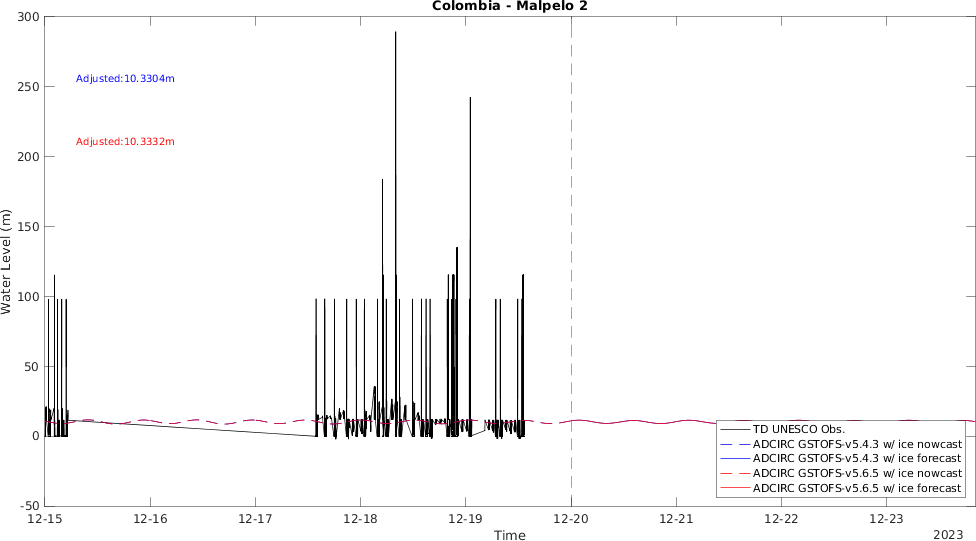 Colombia - Malpelo 2
300
250
200
150
100
50
0
-50
Water Level (m)
Adjusted:10.3304m
Adjusted:10.3332m
TD UNESCO Obs.
ADCIRC GSTOFS-v5.4.3 w/ ice nowcast
ADCIRC GSTOFS-v5.4.3 w/ ice forecast
ADCIRC GSTOFS-v5.6.5 w/ ice nowcast
ADCIRC GSTOFS-v5.6.5 w/ ice forecast
12-15 12-16 12-17 12-18 12-19 12-20 12-21 12-22 12-23
Time
2023